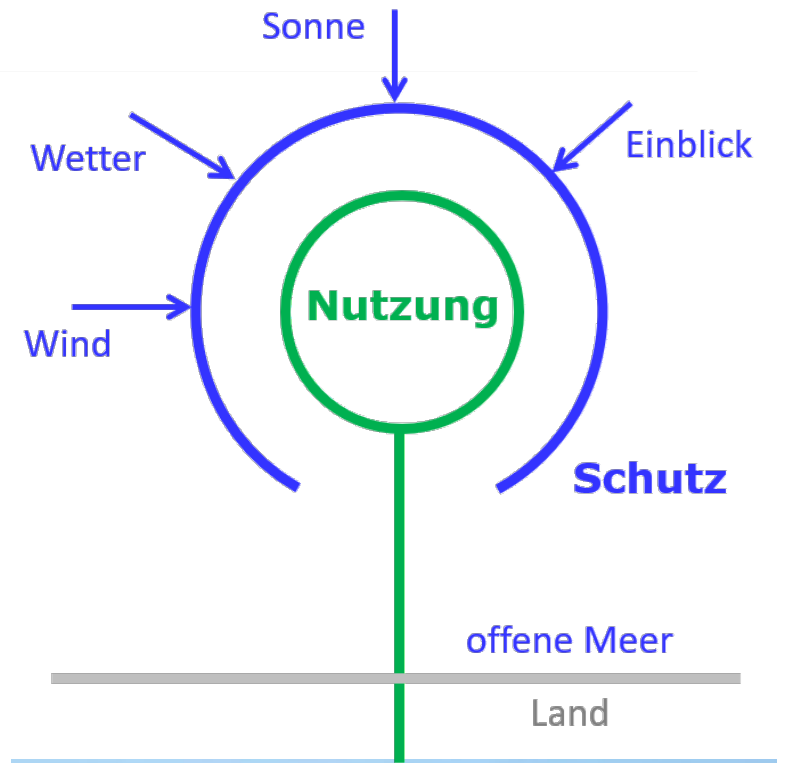 Sonne
Wetter
Einblick
Nutzung
Wind
Schutz
offene Meer
Land